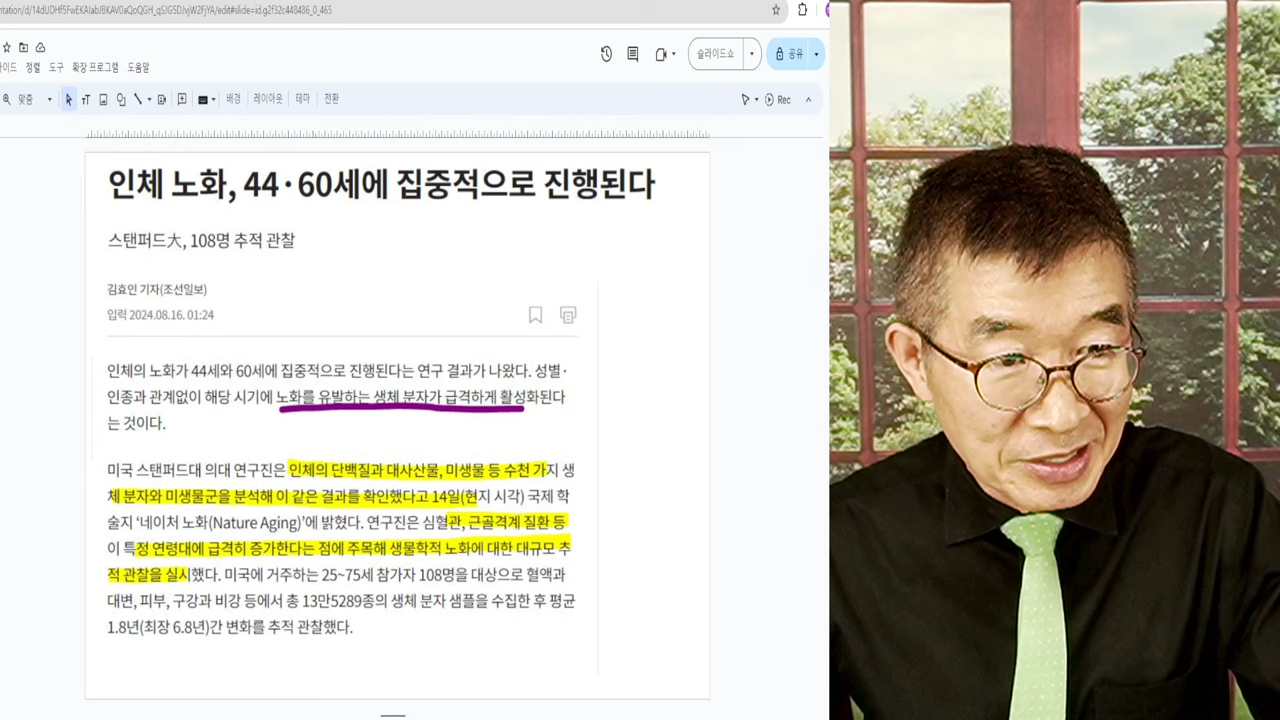 ntation/d/14dUDHf5FwEKAIabJBKAV0aQoQGH_qSJG5DJvjW2FjYA/edit#slide=id.g2f32c448486_0_465
슬라이드쇼
공유
이드 정렬 도구 확장 프로그램 도움말
맞춤 배경 레이아웃 테마 전환 Rec
인체 노화, 44·60세에 집중적으로 진행된다
스탠퍼드大, 108명 추적 관찰
김효인 기자(조선일보)
입력 2024.08.16. 01:24
인체의 노화가 44세와 60세에 집중적으로 진행된다는 연구 결과가 나왔다. 성별·
인종과 관계없이 해당 시기에 노화를 유발하는 생체 분자가 급격하게 활성화된다
는 것이다.
미국 스탠퍼드대 의대 연구진은 인체의 단백질과 대사산물, 미생물 등 수천 가지 생
체 분자와 미생물군을 분석해 이 같은 결과를 확인했다고 14일(현지 시각) 국제 학
술지 ‘네이처 노화(Nature Aging)’에 밝혔다. 연구진은 심혈관, 근골격계 질환 등
이 특정 연령대에 급격히 증가한다는 점에 주목해 생물학적 노화에 대한 대규모 추
적 관찰을 실시했다. 미국에 거주하는 25~75세 참가자 108명을 대상으로 혈액과
대변, 피부, 구강과 비강 등에서 총 13만5289종의 생체 분자 샘플을 수집한 후 평균
1.8년(최장 6.8년)간 변화를 추적 관찰했다.